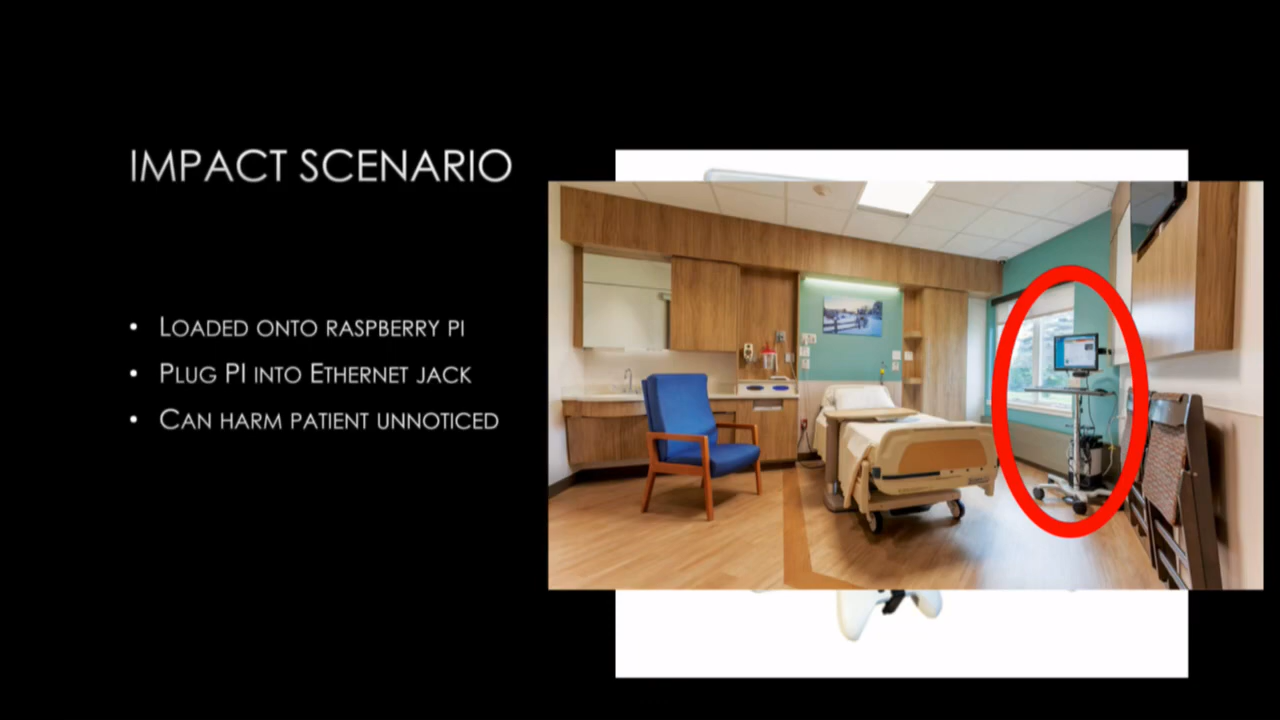 IMPACT SCENARIO
• LOADED ONTO RASPBERRY PI
• PLUG PI INTO ETHERNET JACK
• CAN HARM PATIENT UNNOTICED